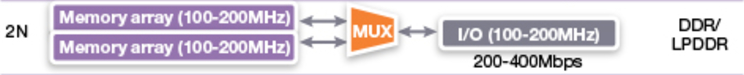 2N
Memory array (100-200MHz)
Memory array (100-200MHz)
MUX
I/O (100-200MHz)
200-400Mbps
DDR/
LPDDR